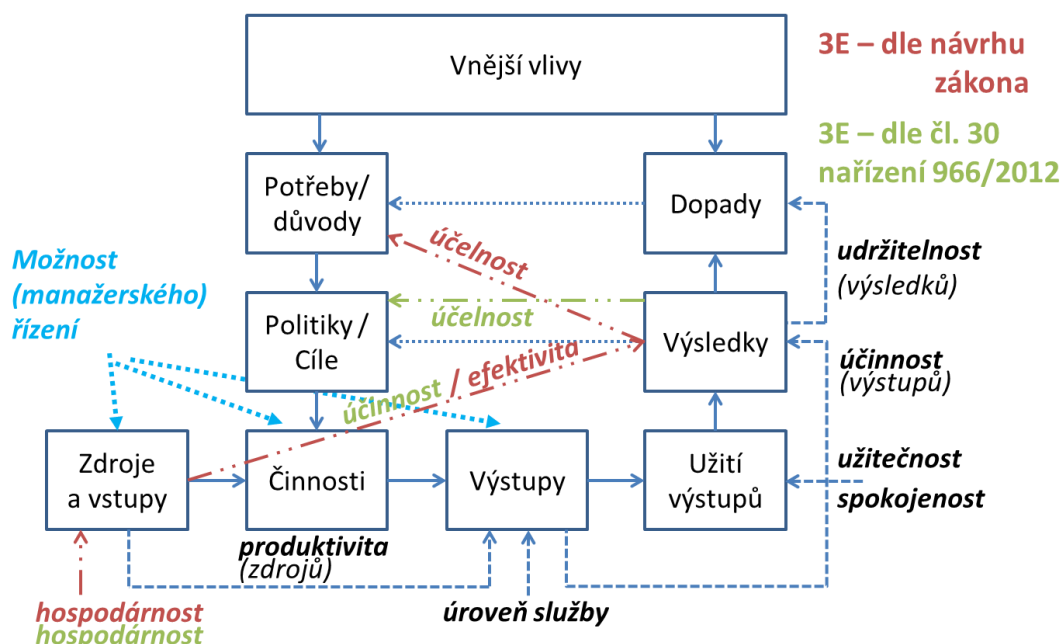 Vnější vlivy
3E – dle návrhu
zákona
3E – dle čl. 30
nařízení 966/2012
Potřeby/
důvody
Dopady
účelnost
udržitelnost
(výsledků)
Možnost
(manažerského)
řízení
Politiky /
Cíle
účelnost
Výsledky
účinnost / efektivita
účinnost
(výstupů)
Zdroje
a vstupy
Činnosti
Výstupy
Užití
výstupů
užitečnost
spokojenost
produktivita
(zdrojů)
hospodárnost
hospodárnost
úroveň služby